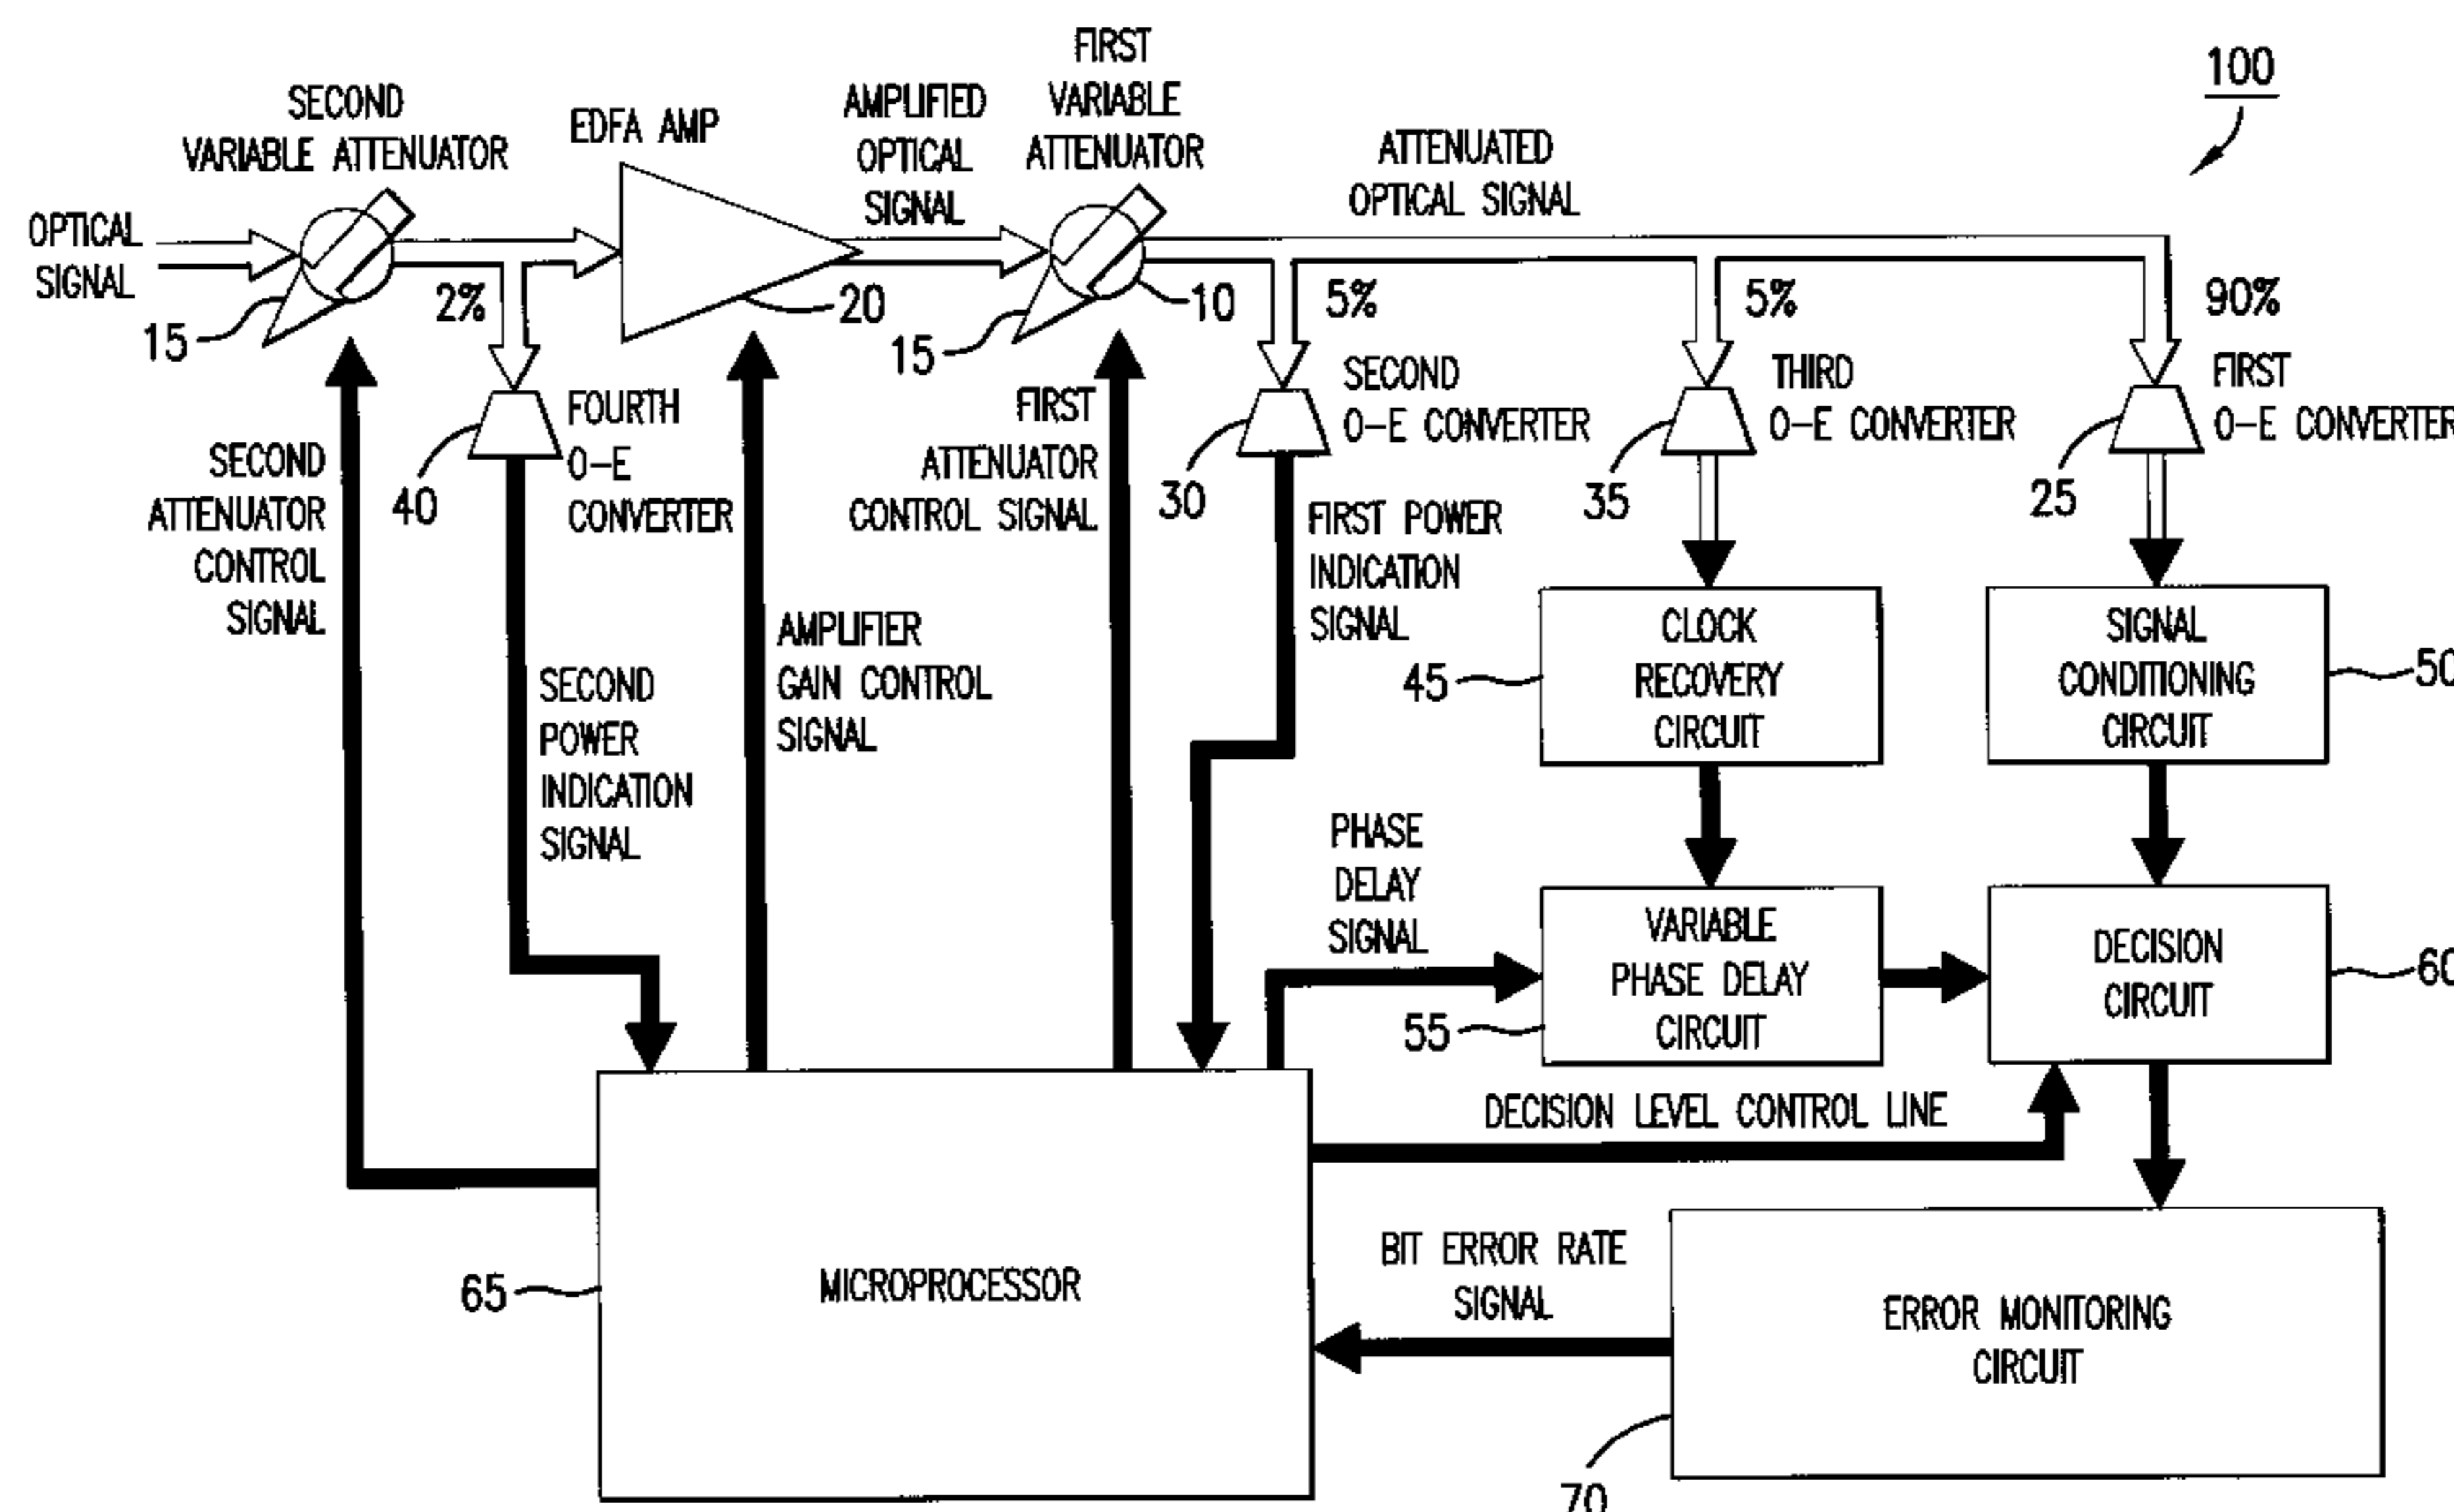 100
SECOND
VARIABLE ATTENUATOR
EDFA AMP
AMPLIFIED
OPTICAL
SIGNAL
FIRST
VARIABLE
ATTENUATOR
ATTENUATED
OPTICAL SIGNAL
OPTICAL
SIGNAL
15
2%
20
15
10
5%
5%
90%
FOURTH
O-E
CONVERTER
40
SECOND
O-E CONVERTER
30
THIRD
O-E CONVERTER
35
FIRST
O-E CONVERTER
25
SECOND
ATTENUATOR
CONTROL
SIGNAL
FIRST
ATTENUATOR
CONTROL SIGNAL
FIRST POWER
INDICATION
SIGNAL
SECOND
POWER
INDICATION
SIGNAL
AMPLIFIER
GAIN CONTROL
SIGNAL
CLOCK
RECOVERY
CIRCUIT
45
SIGNAL
CONDITIONING
CIRCUIT
50
PHASE
DELAY
SIGNAL
VARIABLE
PHASE DELAY
CIRCUIT
55
DECISION
CIRCUIT
60
DECISION LEVEL CONTROL LINE
MICROPROCESSOR
65
BIT ERROR RATE
SIGNAL
ERROR MONITORING
CIRCUIT
70